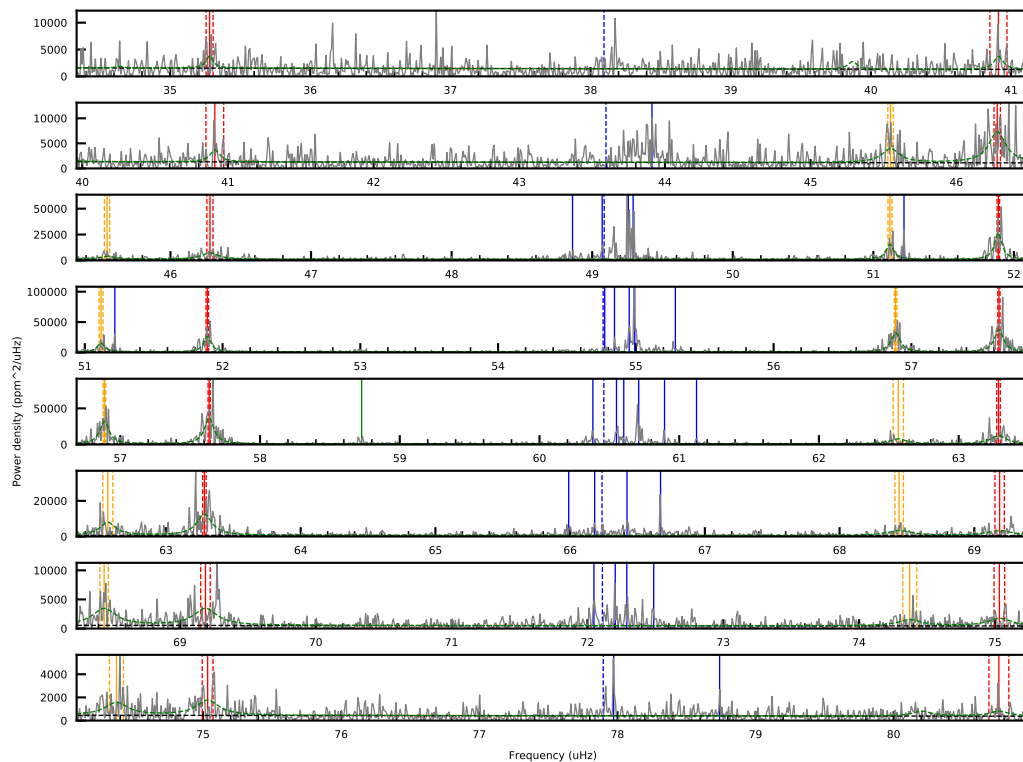 10000
5000
0
35 36 37 38 39 40 41
10000
5000
0
40 41 42 43 44 45 46
50000
25000
0
46 47 48 49 50 51 52
100000
50000
0
51 52 53 54 55 56 57
50000
0
57 58 59 60 61 62 63
20000
0
63 64 65 66 67 68 69
10000
5000
0
69 70 71 72 73 74 75
4000
2000
0
75 76 77 78 79 80
Power density (ppm^2/uHz)
Frequency (uHz)